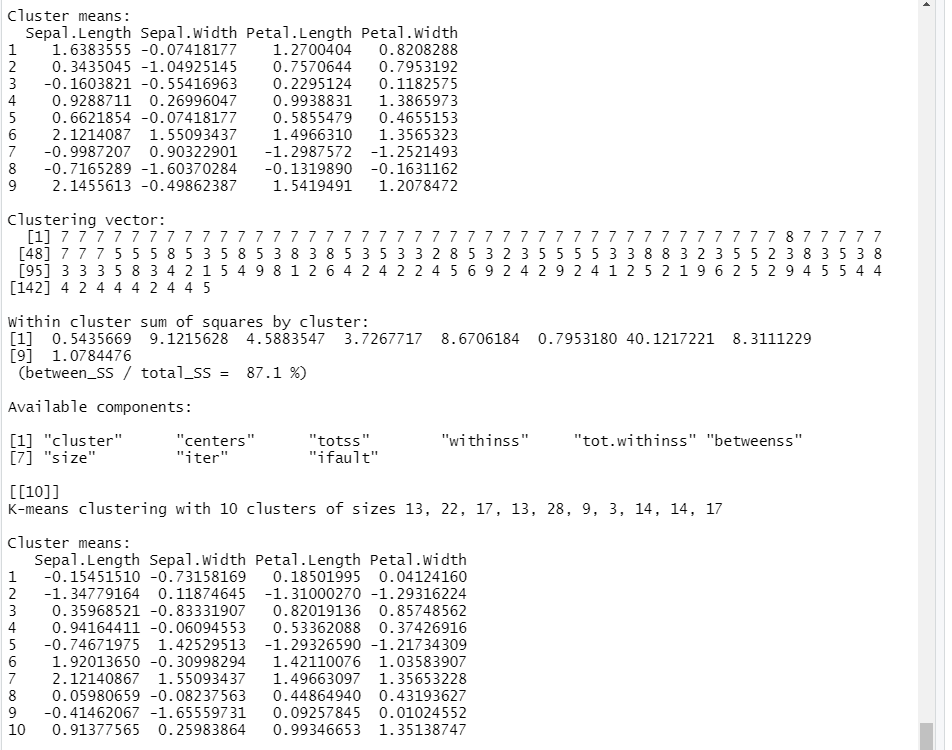 Cluster means:
  Sepal.Length Sepal.Width Petal.Length Petal.Width
1    1.6383555 -0.07418177    1.2700404   0.8208288
2    0.3435045 -1.04925145    0.7570644   0.7953192
3   -0.1603821 -0.55416963    0.2295124   0.1182575
4    0.9288711  0.26996047    0.9938831   1.3865973
5    0.6621854 -0.07418177    0.5855479   0.4655153
6    2.1214087  1.55093437    1.4966310   1.3565323
7   -0.9987207  0.90322901   -1.2987572  -1.2521493
8   -0.7165289 -1.60370284   -0.1319890  -0.1631162
9    2.1455613 -0.49862387    1.5419491   1.2078472
Clustering vector:
  [1] 7 7 7 7 7 7 7 7 7 7 7 7 7 7 7 7 7 7 7 7 7 7 7 7 7 7 7 7 7 7 7 7 7 7 7 7 7 7 7 7 7 8 7 7 7 7 7
 [48] 7 7 7 5 5 5 8 5 3 5 8 5 3 8 3 8 5 3 5 3 3 2 8 5 3 2 3 5 5 5 5 3 3 8 8 3 2 3 5 5 2 3 8 3 5 3 8
 [95] 3 3 3 5 8 3 4 2 1 5 4 9 8 1 2 6 4 2 4 2 2 4 5 6 9 2 4 2 9 2 4 1 2 5 2 1 9 6 2 5 2 9 4 5 5 4 4
[142] 4 2 4 4 4 2 4 4 5
Within cluster sum of squares by cluster:
[1]  0.5435669  9.1215628  4.5883547  3.7267717  8.6706184  0.7953180 40.1217221  8.3111229
[9]  1.0784476
 (between_SS / total_SS =  87.1 %)
Available components:
[1] "cluster"      "centers"      "totss"        "withinss"     "tot.withinss" "betweenss"
[7] "size"         "iter"         "ifault"
[[10]]
K-means clustering with 10 clusters of sizes 13, 22, 17, 13, 28, 9, 3, 14, 14, 17
Cluster means:
   Sepal.Length Sepal.Width Petal.Length Petal.Width
1   -0.15451510 -0.73158169   0.18501995  0.04124160
2   -1.34779164  0.11874645  -1.31000270 -1.29316224
3    0.35968521 -0.83331907   0.82019136  0.85748562
4    0.94164411 -0.06094553   0.53362088  0.37426916
5   -0.74671975  1.42529513  -1.29326590 -1.21734309
6    1.92013650 -0.30998294   1.42110076  1.03583907
7    2.12140867  1.55093437   1.49663097  1.35653228
8    0.05980659 -0.08237563   0.44864940  0.43193627
9   -0.41462067 -1.65559731   0.09257845  0.01024552
10   0.91377565  0.25983864   0.99346653  1.35138747